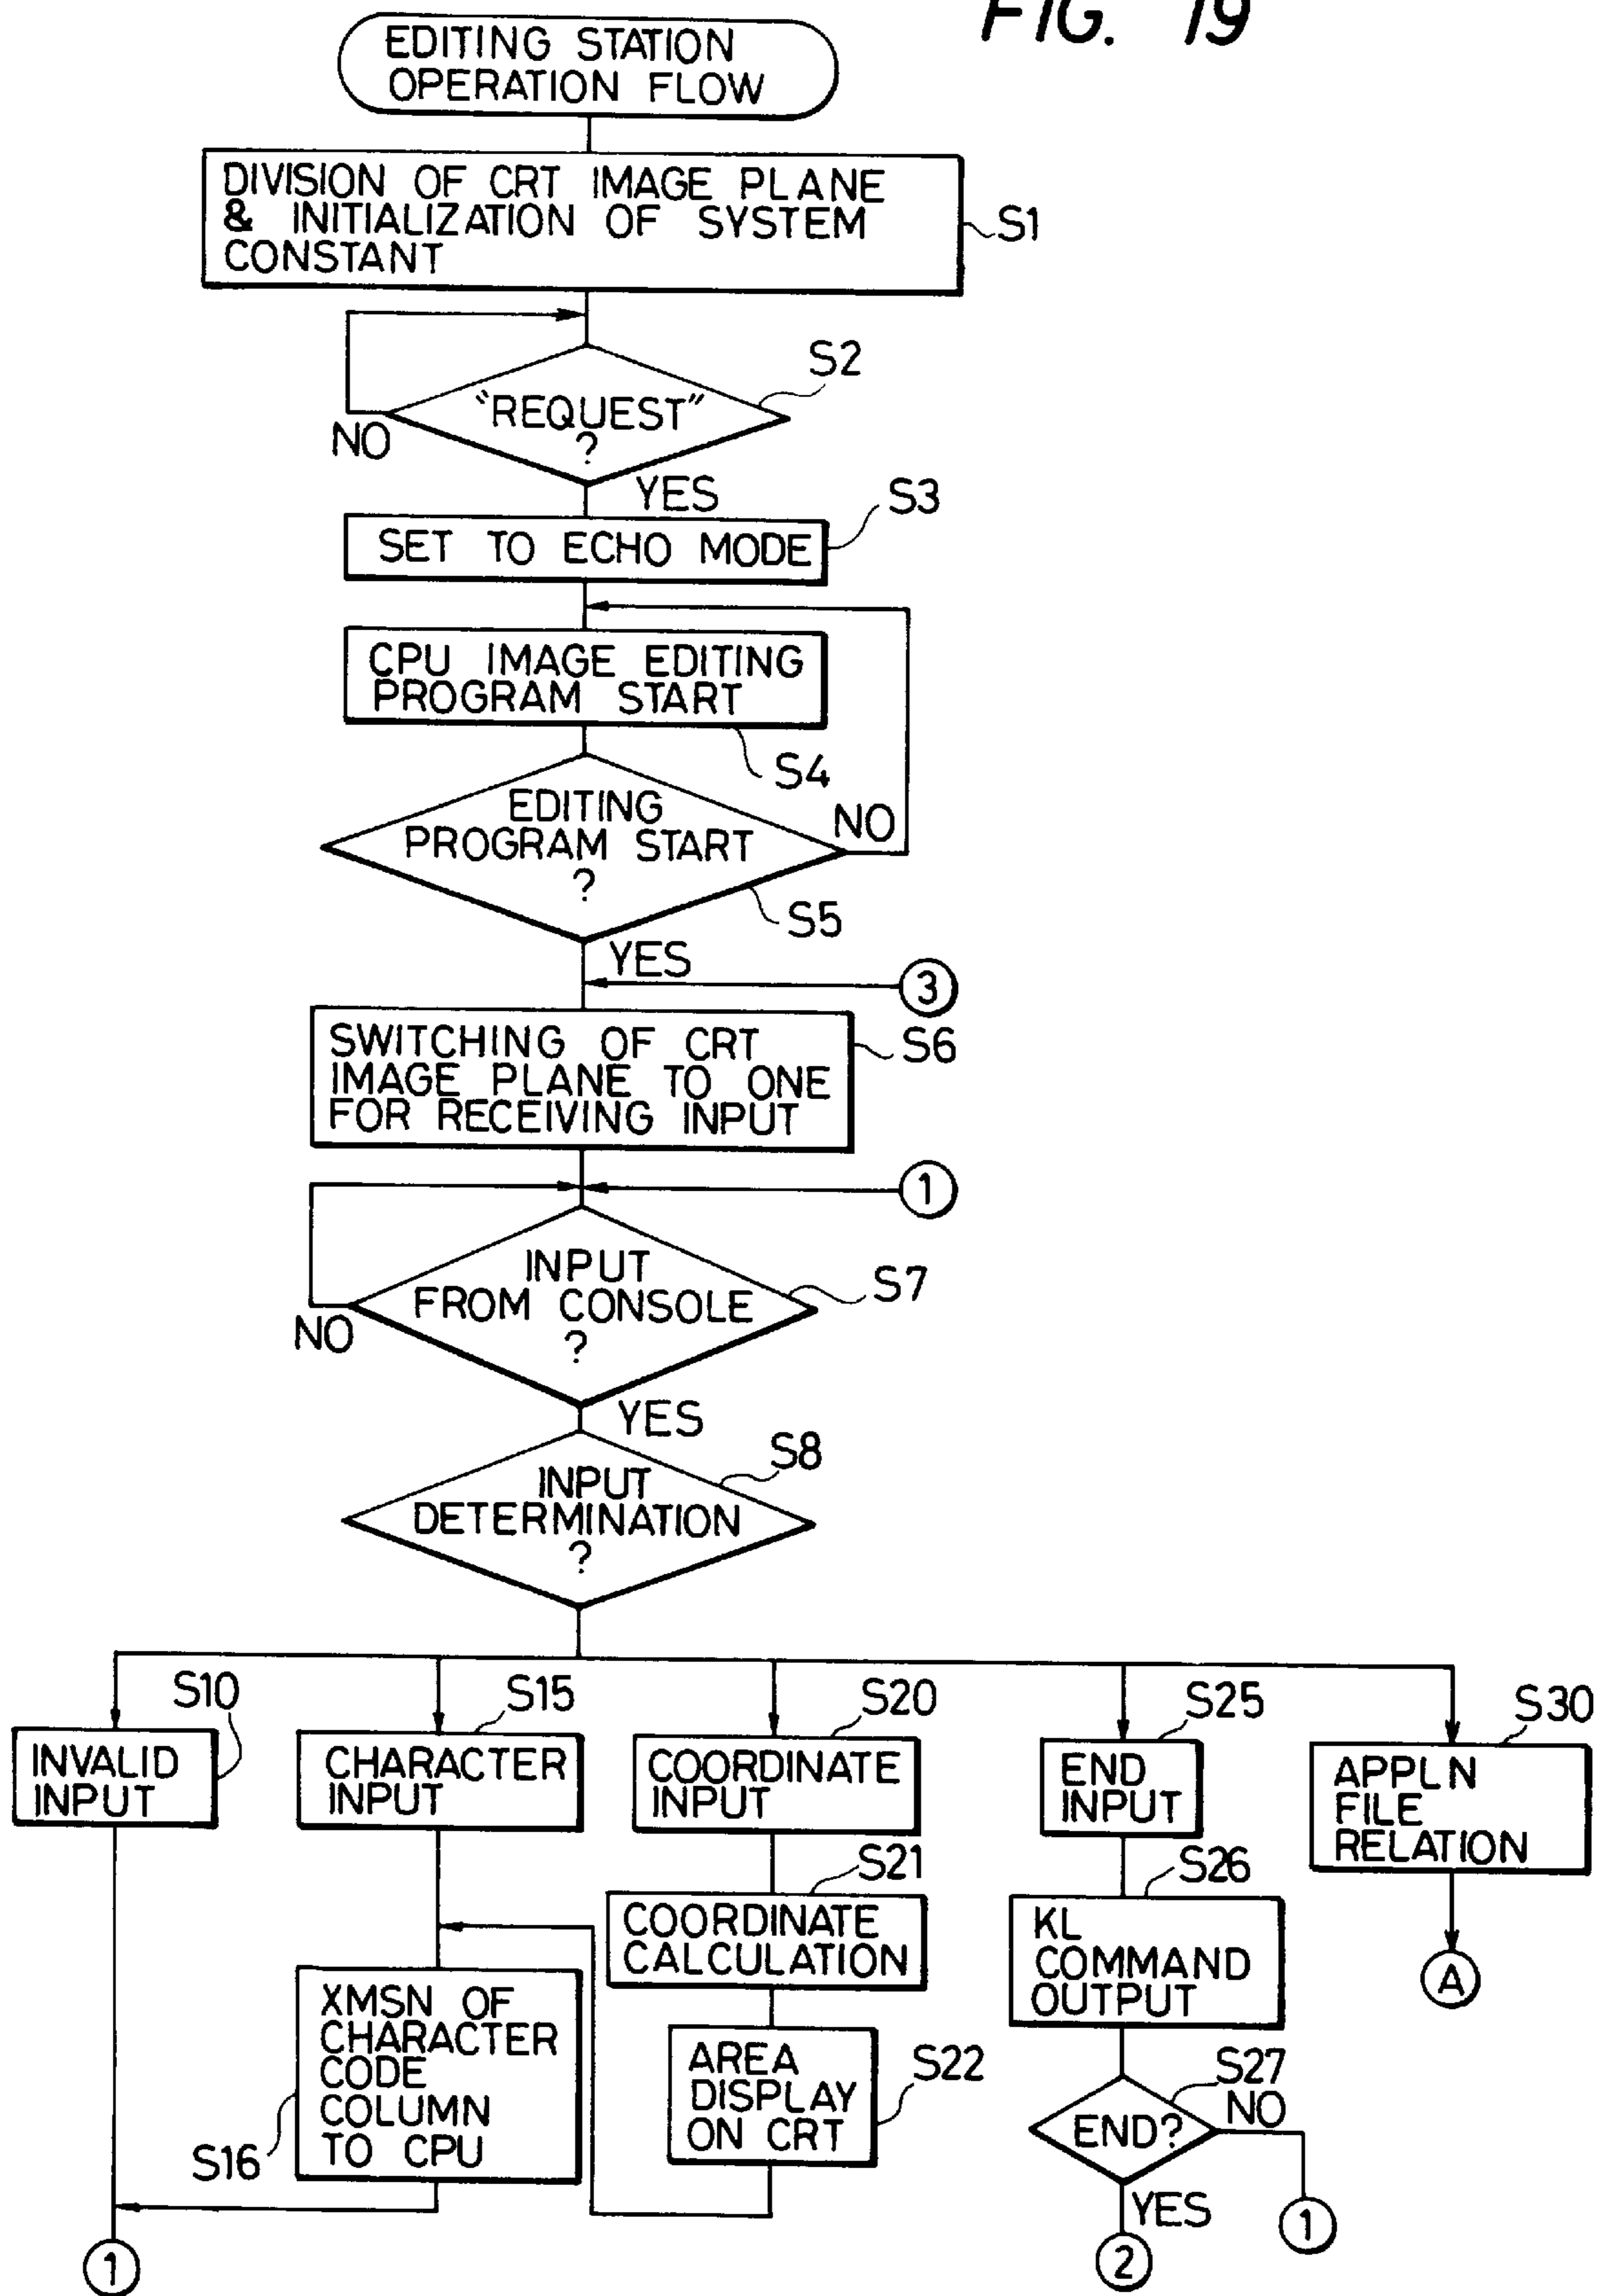 FIG. 19
EDITING STATION
OPERATION FLOW
DIVISION OF CRT IMAGE PLANE
& INITIALIZATION OF SYSTEM
CONSTANT
S1
S2
"REQUEST"
?
NO
YES
S3
SET TO ECHO MODE
CPU IMAGE EDITING
PROGRAM START
S4
EDITING
PROGRAM START
?
NO
S5
YES
3
SWITCHING OF CRT
IMAGE PLANE TO ONE
FOR RECEIVING INPUT
S6
1
INPUT
FROM CONSOLE
?
S7
NO
YES
S8
INPUT
DETERMINATION
?
S10
INVALID
INPUT
S15
CHARACTER
INPUT
S20
COORDINATE
INPUT
S25
END
INPUT
S30
APPLN
FILE
RELATION
S21
COORDINATE
CALCULATION
S26
KL
COMMAND
OUTPUT
A
XMSN OF
CHARACTER
CODE
COLUMN
TO CPU
S16
AREA
DISPLAY
ON CRT
S22
S27
END?
NO
YES
1
1
2